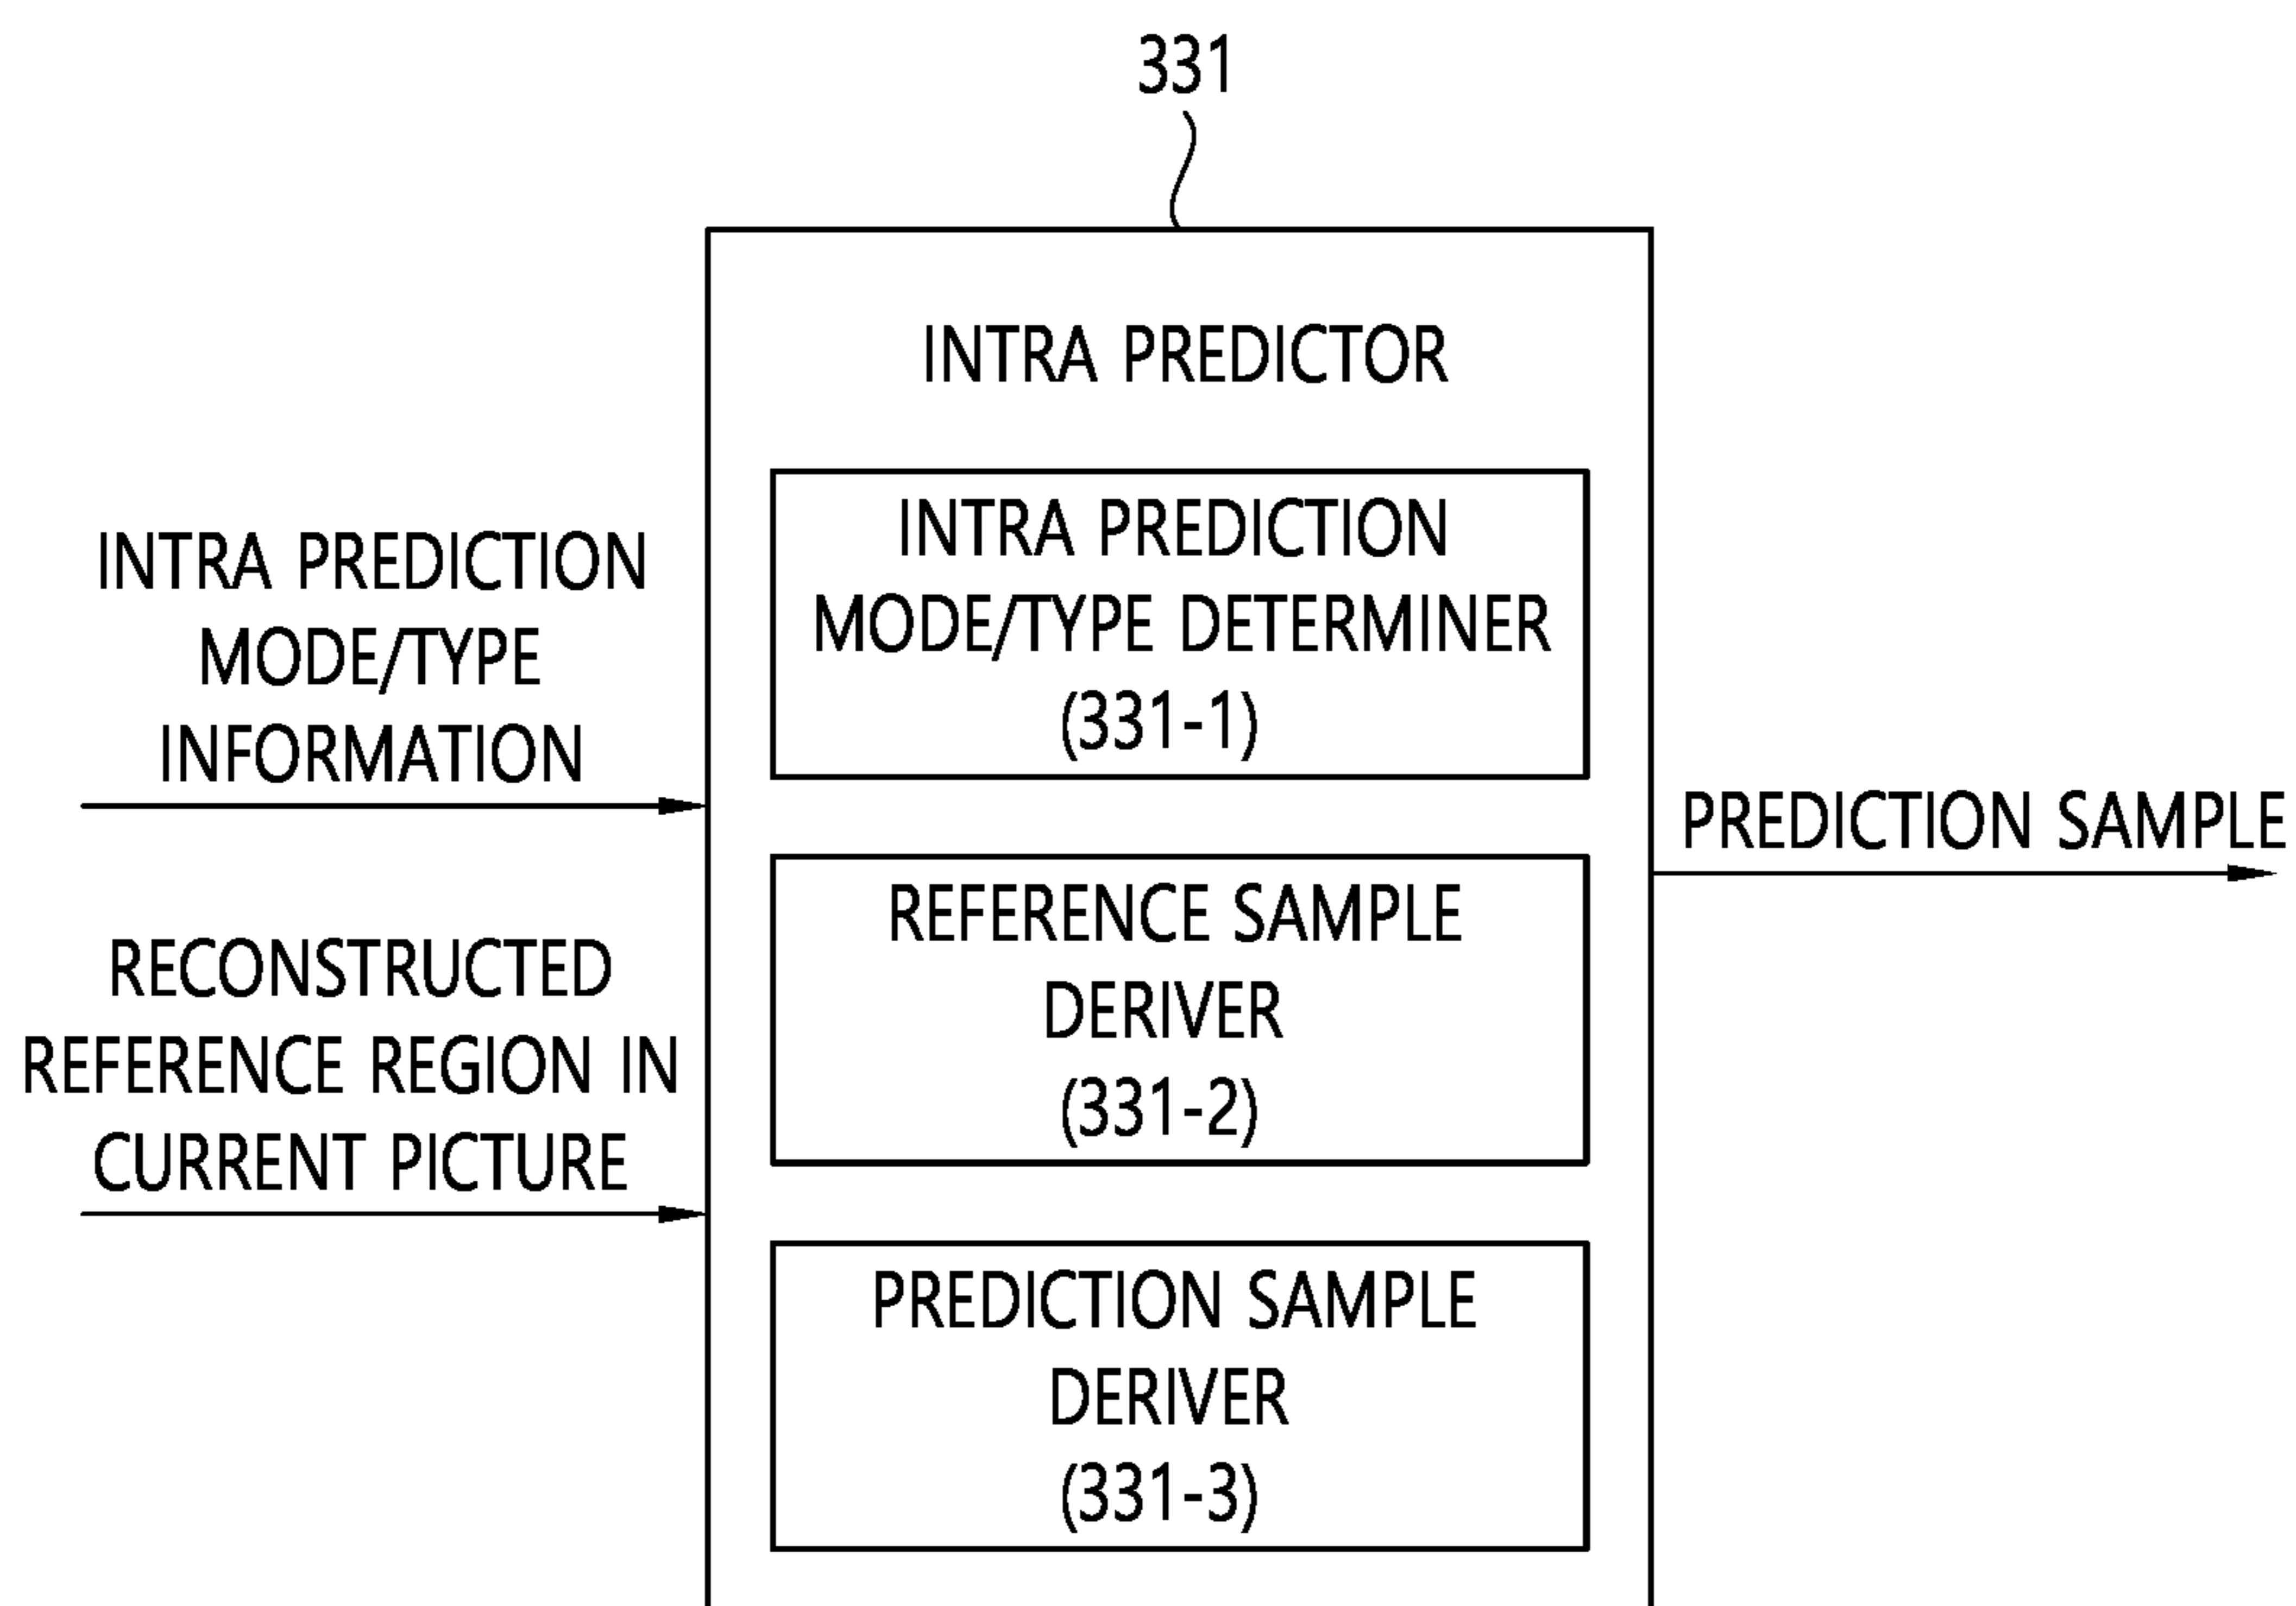 331
INTRA PREDICTOR
INTRA PREDICTION
MODE/TYPE DETERMINER
(331-1)
INTRA PREDICTION
MODE/TYPE
INFORMATION
PREDICTION SAMPLE
REFERENCE SAMPLE
DERIVER
(331-2)
RECONSTRUCTED
REFERENCE REGION IN
CURRENT PICTURE
PREDICTION SAMPLE
DERIVER
(331-3)